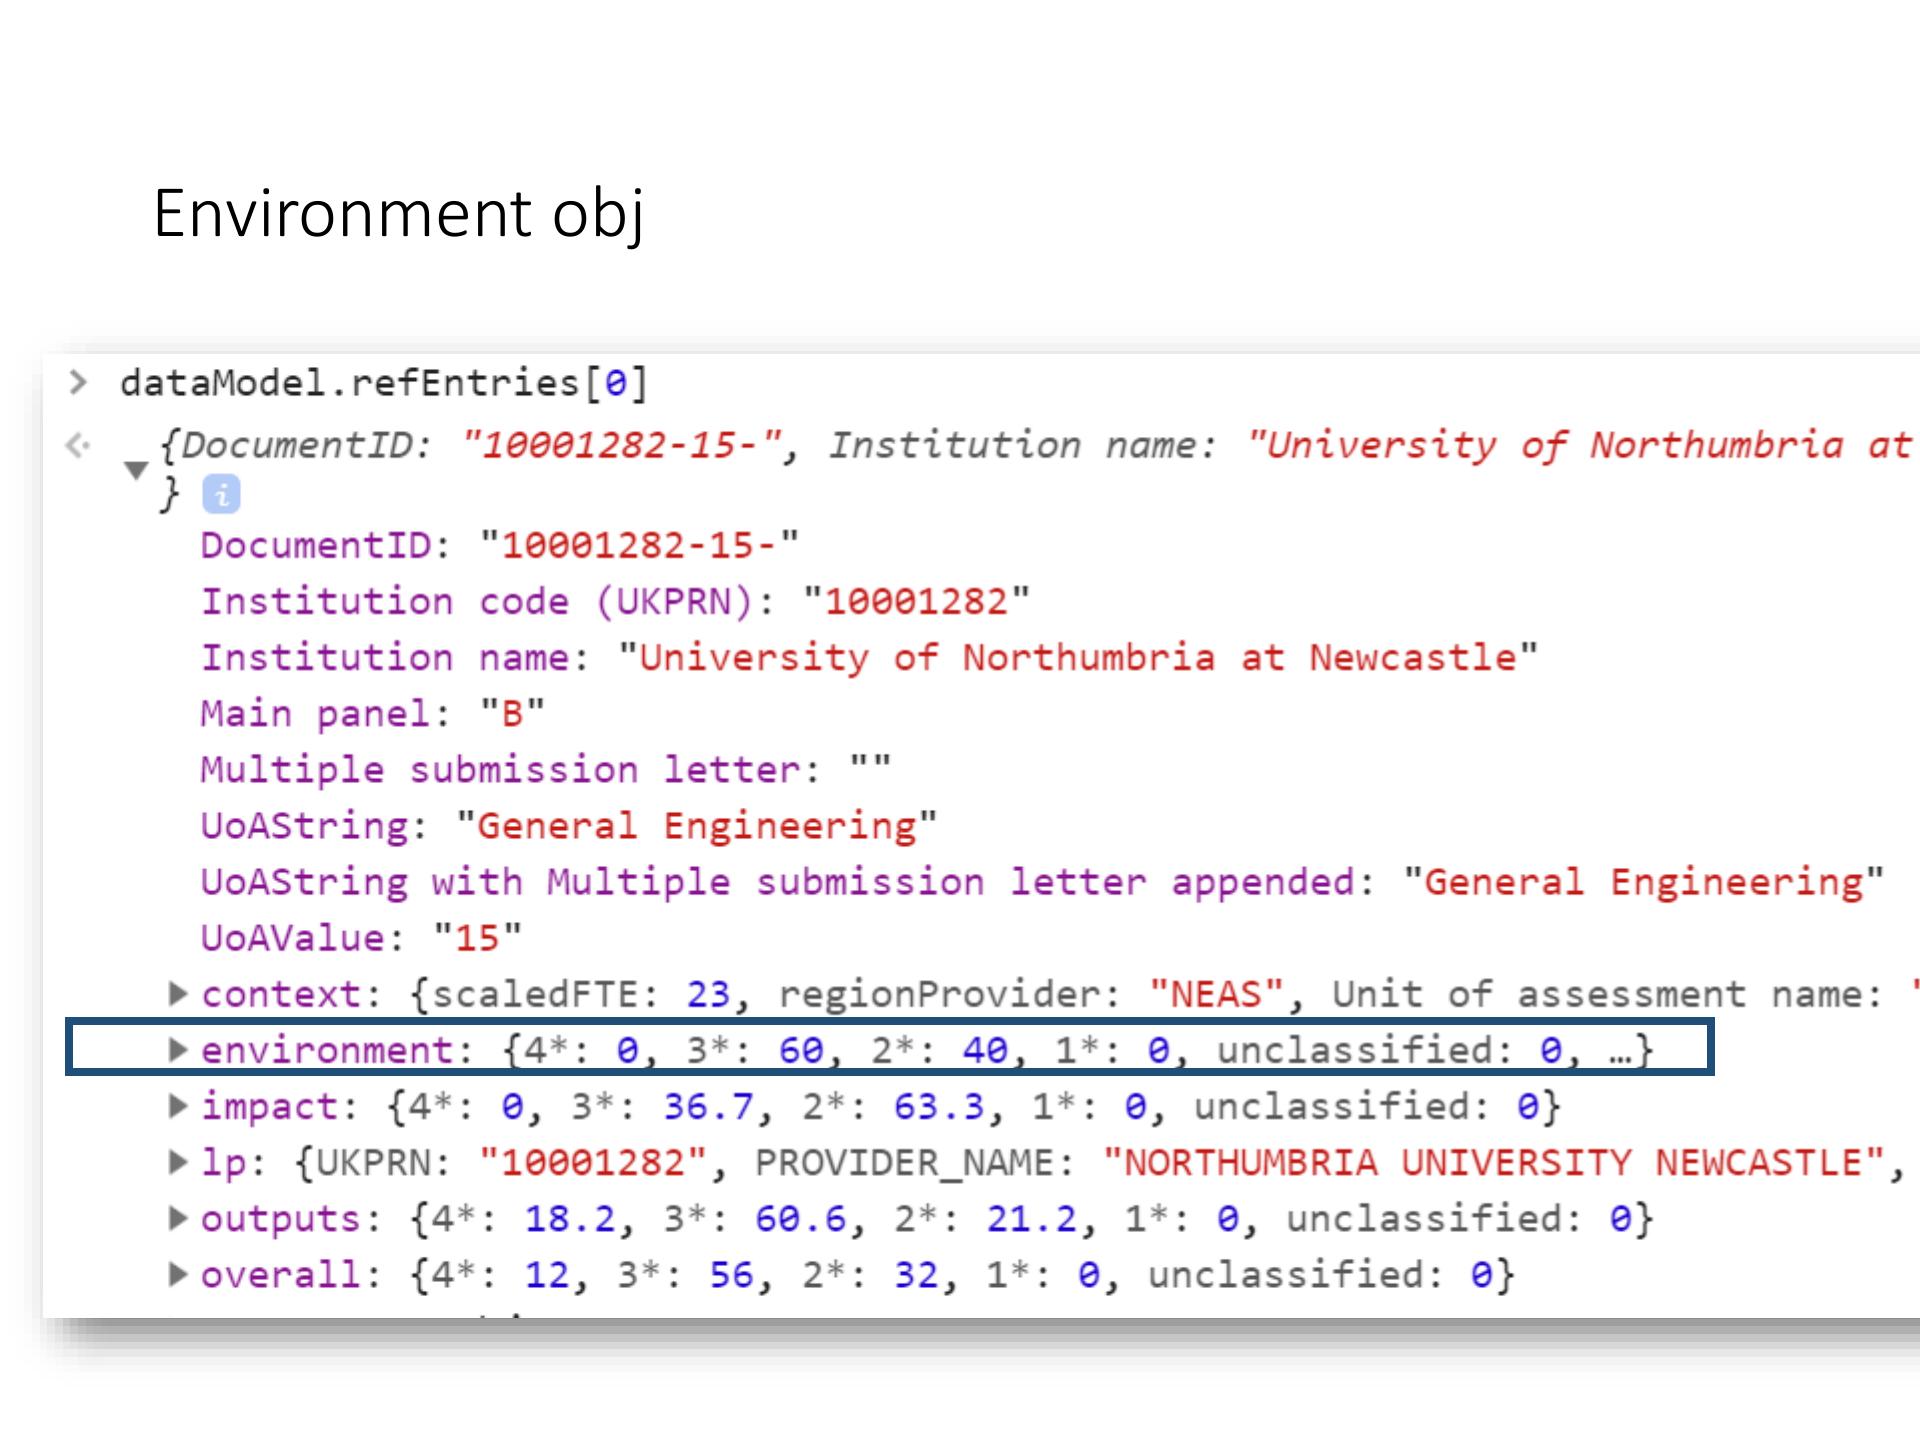 Environment obj
> dataModel.refEntries[0]
{DocumentID: "10001282-15-", Institution name: "University of Northumbria at
} i
DocumentID: "10001282-15-"
Institution code (UKPRN): "10001282"
Institution name: "University of Northumbria at Newcastle"
Main panel: "B"
Multiple submission letter: ""
UoAString: "General Engineering"
UoAString with Multiple submission letter appended: "General Engineering"
UoAValue: "15"
context: {scaledFTE: 23, regionProvider: "NEAS", Unit of assessment name: "
environment: {4*: 0, 3*: 60, 2*: 40, 1*: 0, unclassified: 0, …}
impact: {4*: 0, 3*: 36.7, 2*: 63.3, 1*: 0, unclassified: 0}
lp: {UKPRN: "10001282", PROVIDER_NAME: "NORTHUMBRIA UNIVERSITY NEWCASTLE",
outputs: {4*: 18.2, 3*: 60.6, 2*: 21.2, 1*: 0, unclassified: 0}
overall: {4*: 12, 3*: 56, 2*: 32, 1*: 0, unclassified: 0}